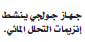 جهاز جولجي ينشط
إنزيمات التحلل المائي.